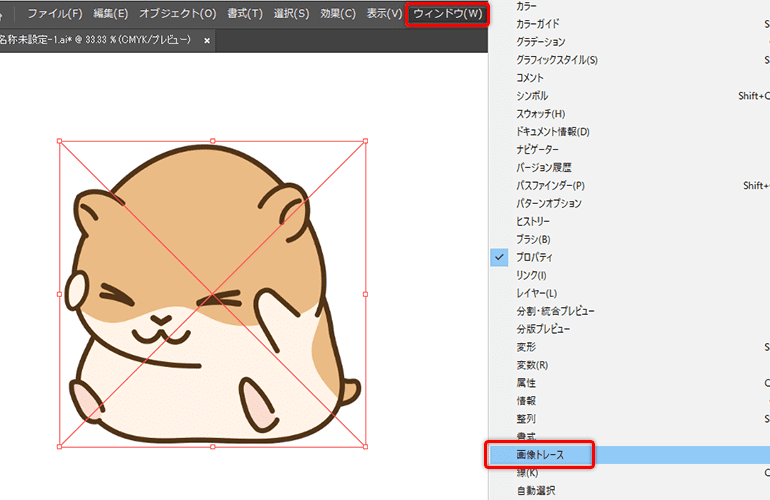 ファイル(F) 編集(E) オブジェクト(O) 書式(T) 選択(S) 効果(C) 表示(V) ウィンドウ(W)
名称未設定-1.ai* @ 33.33 % (CMYK/プレビュー) ×
カラー
カラーガイド
グラデーション
グラフィックスタイル(S)
コメント
シンボル Shift+C
スウォッチ(H)
ドキュメント情報(D)
ナビゲーター
バージョン履歴
パスファインダー(P) Shift+
パターンオプション
ヒストリー
ブラシ(B)
プロパティ
リンク(I)
レイヤー(L)
分割・統合プレビュー
分版プレビュー
変形
変数(R)
属性
情報
整列
書式
画像トレース
線(K)
自動選択